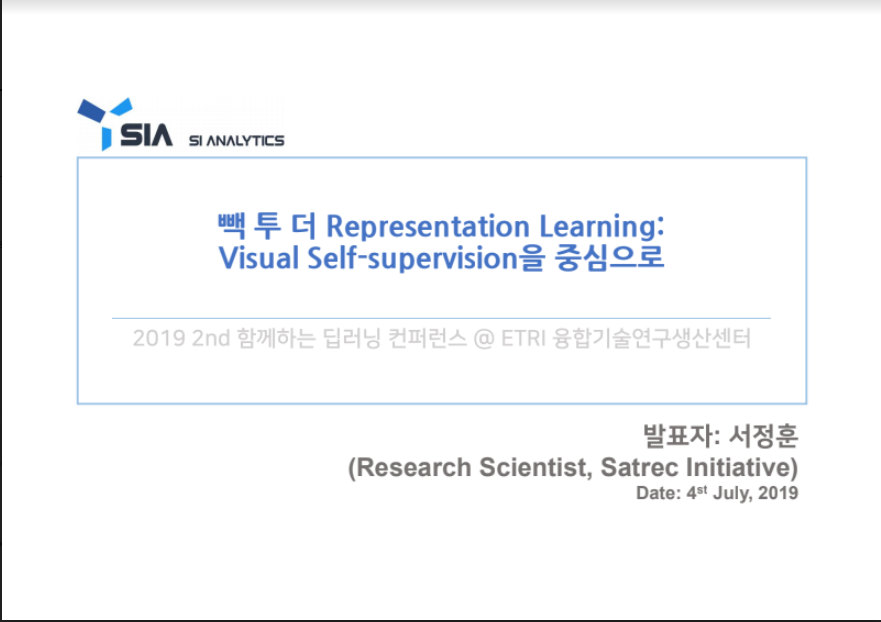 SIA SI ANALYTICS
빽 투 더 Representation Learning:
Visual Self-supervision을 중심으로
2019 2nd 함께하는 딥러닝 컨퍼런스 @ ETRI 융합기술연구생산센터
발표자: 서정훈
(Research Scientist, Satrec Initiative)
Date: 4st July, 2019